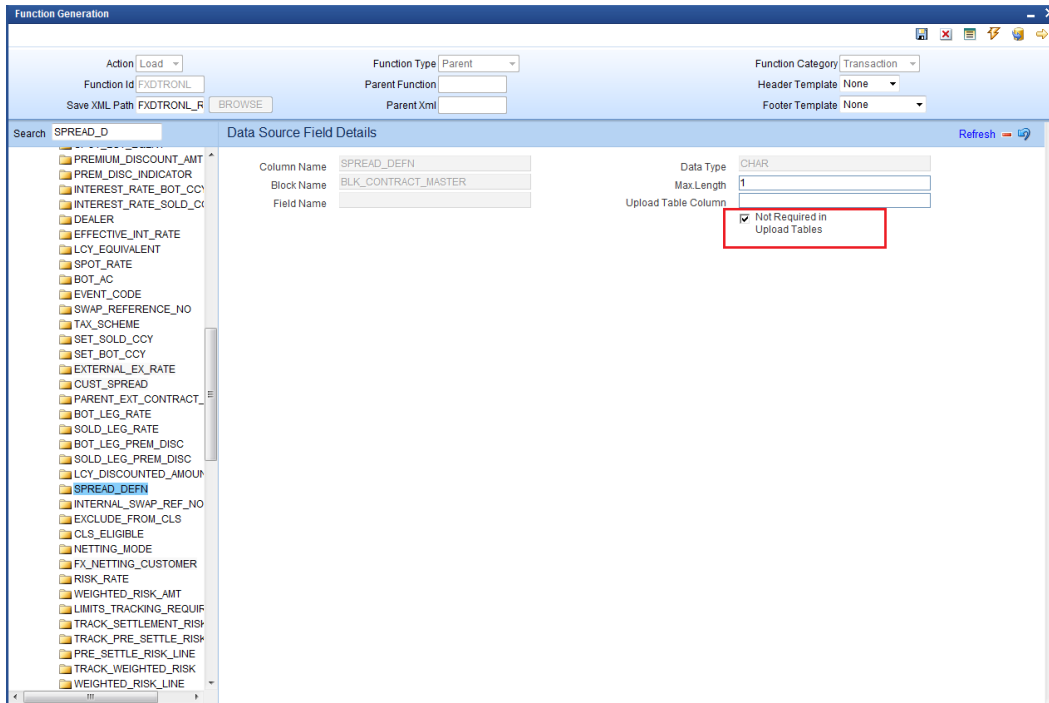 Function Generation
Action Load
Function Type Parent
Function Category Transaction
Function Id FXDTRONL
Parent Function
Header Template None
Save XML Path FXDTRONL_R BROWSE
Parent Xml
Footer Template None
Search SPREAD_D
Data Source Field Details
Refresh
PREMIUM_DISCOUNT_AMT
PREM_DISC_INDICATOR
INTEREST_RATE_BOT_CCY
INTEREST_RATE_SOLD_CC
DEALER
EFFECTIVE_INT_RATE
LCY_EQUIVALENT
SPOT_RATE
BOT_AC
EVENT_CODE
SWAP_REFERENCE_NO
TAX_SCHEME
SET_SOLD_CCY
SET_BOT_CCY
EXTERNAL_EX_RATE
CUST_SPREAD
PARENT_EXT_CONTRACT_
BOT_LEG_RATE
SOLD_LEG_RATE
BOT_LEG_PREM_DISC
SOLD_LEG_PREM_DISC
LCY_DISCOUNTED_AMOUN
SPREAD_DEFN
INTERNAL_SWAP_REF_NO
EXCLUDE_FROM_CLS
CLS_ELIGIBLE
NETTING_MODE
FX_NETTING_CUSTOMER
RISK_RATE
WEIGHTED_RISK_AMT
LIMITS_TRACKING_REQUIR
TRACK_SETTLEMENT_RISK
TRACK_PRE_SETTLE_RISK
PRE_SETTLE_RISK_LINE
TRACK_WEIGHTED_RISK
WEIGHTED_RISK_LINE
Column Name SPREAD_DEFN
Data Type CHAR
Block Name BLK_CONTRACT_MASTER
Max.Length 1
Field Name
Upload Table Column
Not Required in
Upload Tables